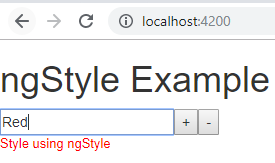 localhost:4200
ngStyle Example
Red
+ -
Style using ngStyle